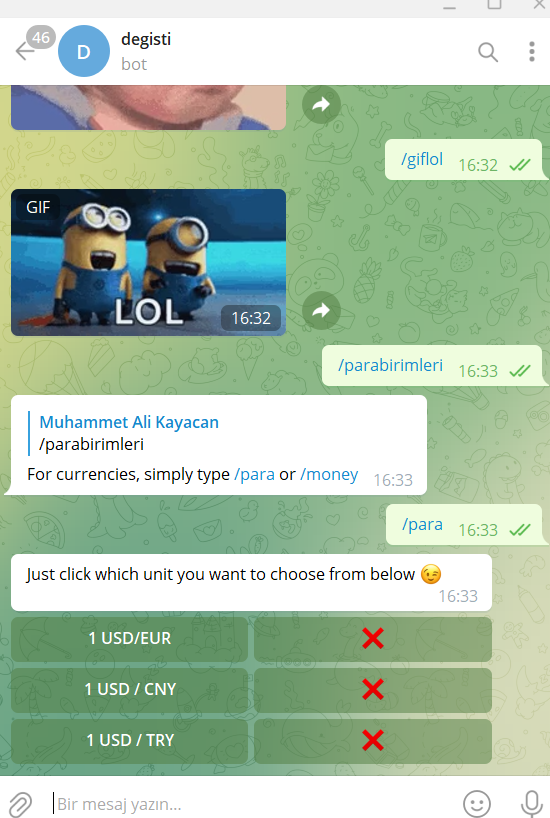 46
D
degisti
bot
/giflol 16:32
GIF
LOL
16:32
/parabirimleri 16:33
Muhammet Ali Kayacan
/parabirimleri
For currencies, simply type /para or /money 16:33
/para 16:33
Just click which unit you want to choose from below 😉
16:33
1 USD/EUR ❌
1 USD / CNY ❌
1 USD / TRY ❌
Bir mesaj yazın...